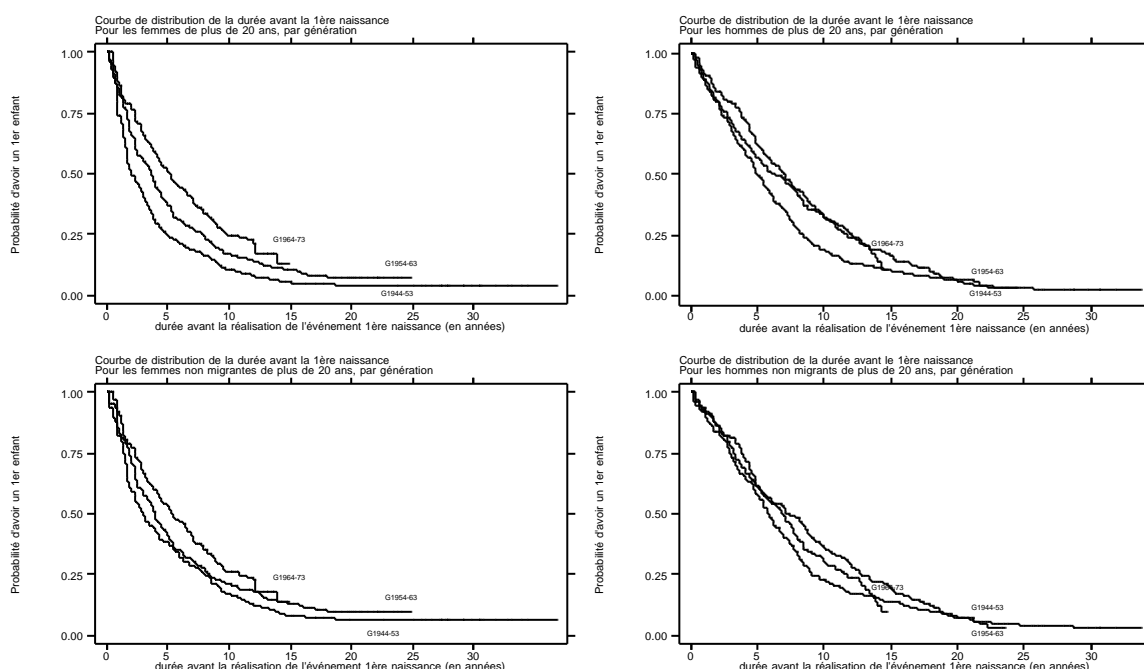 Courbe de distribution de la durée avant la 1ère naissance
Pour les femmes de plus de 20 ans, par génération
1.00
0.75
0.50
0.25
0.00
Probabilité d'avoir un 1er enfant
G1964-73
G1954-63
G1944-53
0 5 10 15 20 25 30
durée avant la réalisation de l'événement 1ère naissance (en années)
Courbe de distribution de la durée avant le 1ère naissance
Pour les hommes de plus de 20 ans, par génération
1.00
0.75
0.50
0.25
0.00
Probabilité d'avoir un 1er enfant
G1964-73
G1954-63
G1944-53
0 5 10 15 20 25 30
durée avant la réalisation de l'événement 1ère naissance (en années)
Courbe de distribution de la durée avant la 1ère naissance
Pour les femmes non migrantes de plus de 20 ans, par génération
1.00
0.75
0.50
0.25
0.00
Probabilité d'avoir un 1er enfant
G1964-73
G1954-63
G1944-53
0 5 10 15 20 25 30
durée avant la réalisation de l'événement 1ère naissance (en années)
Courbe de distribution de la durée avant le 1ère naissance
Pour les hommes non migrants de plus de 20 ans, par génération
1.00
0.75
0.50
0.25
0.00
Probabilité d'avoir un 1er enfant
G1964-73
G1944-53
G1954-63
0 5 10 15 20 25 30
durée avant la réalisation de l'événement 1ère naissance (en années)